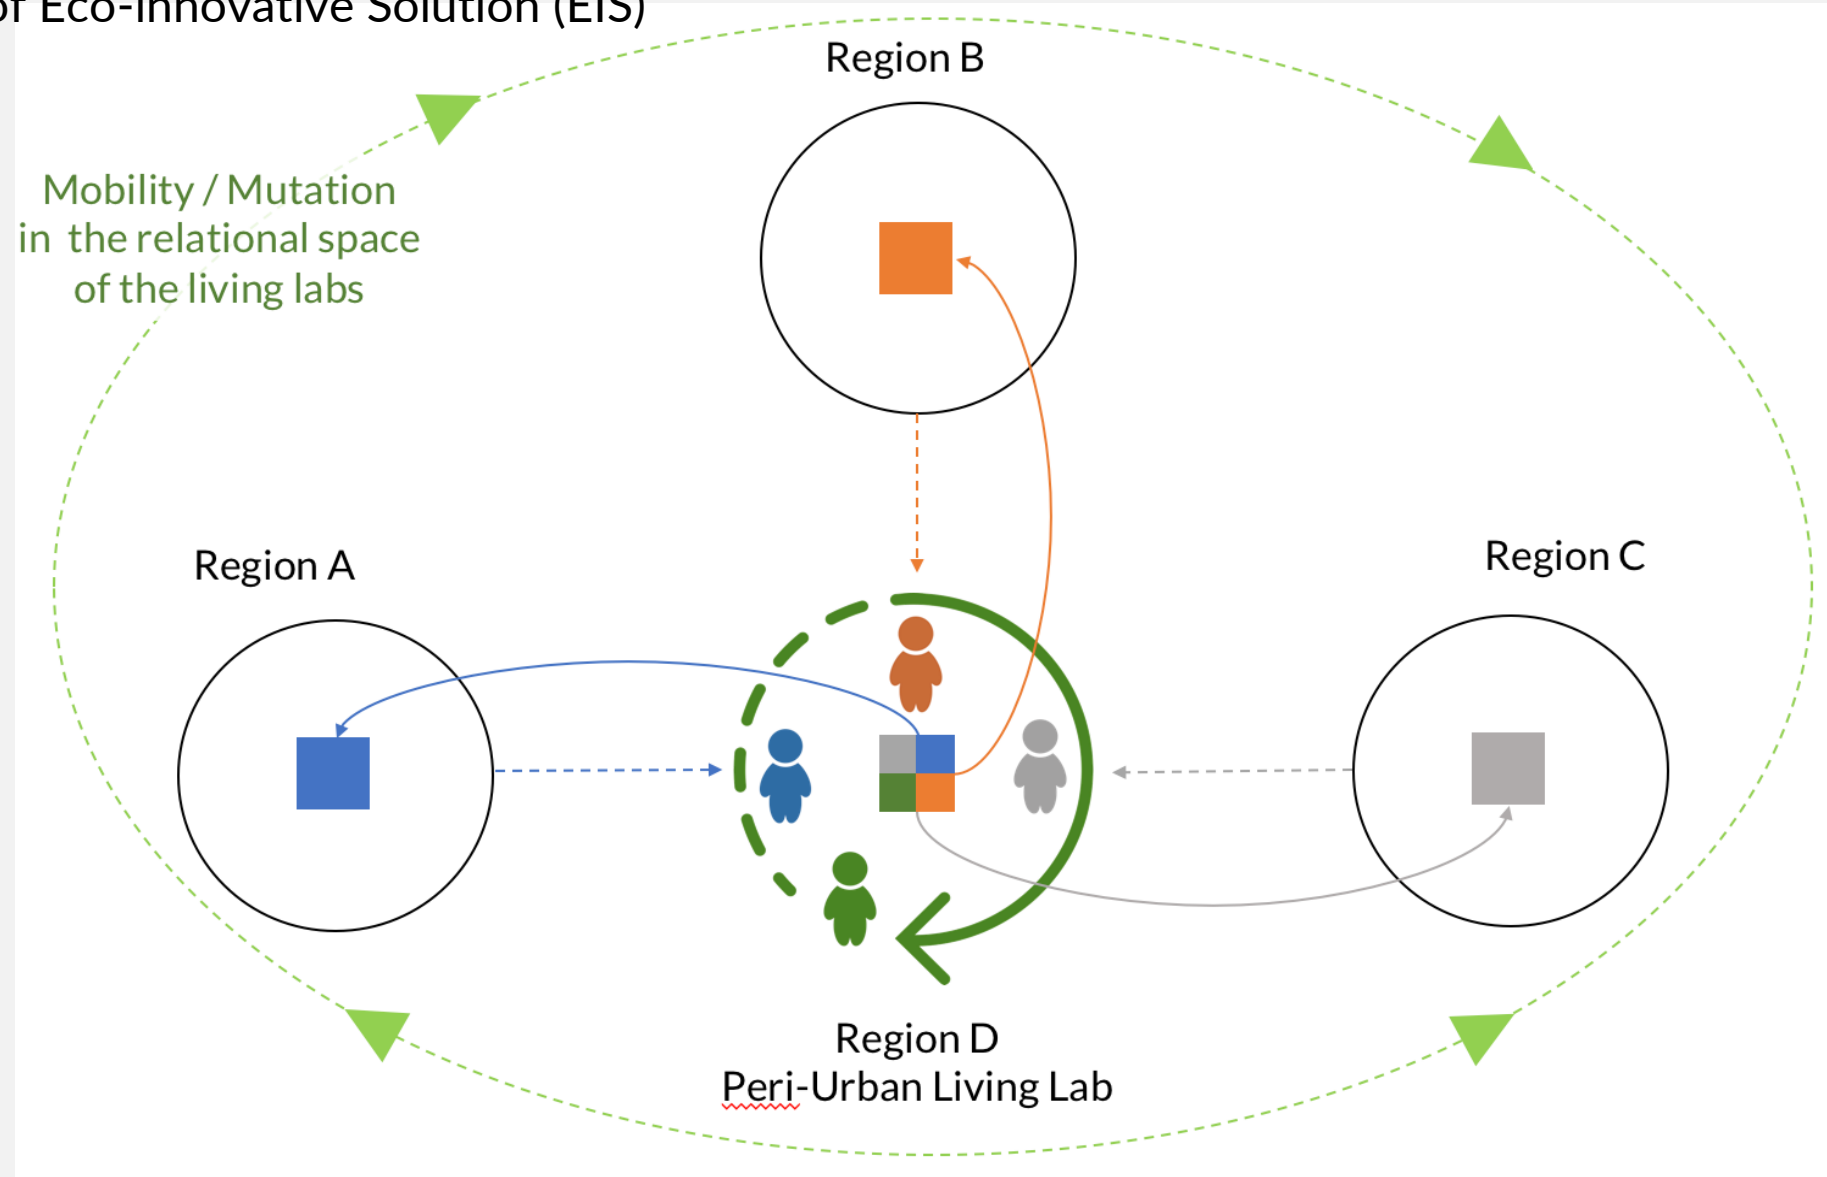 of Eco-Innovative Solution (EIS)
Region B
Mobility / Mutation
in the relational space
of the living labs
Region A
Region C
Region D
Peri-Urban Living Lab